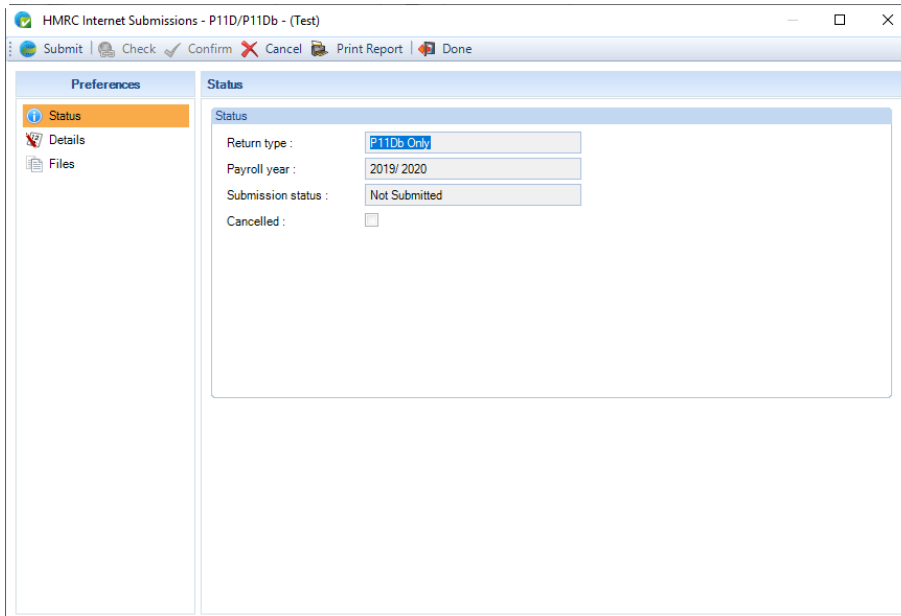 HMRC Internet Submissions - P11D/P11Db - (Test)
Submit Check Confirm Cancel Print Report Done
Preferences
Status
Details
Files
Status
Status
Return type : P11Db Only
Payroll year : 2019/ 2020
Submission status : Not Submitted
Cancelled :